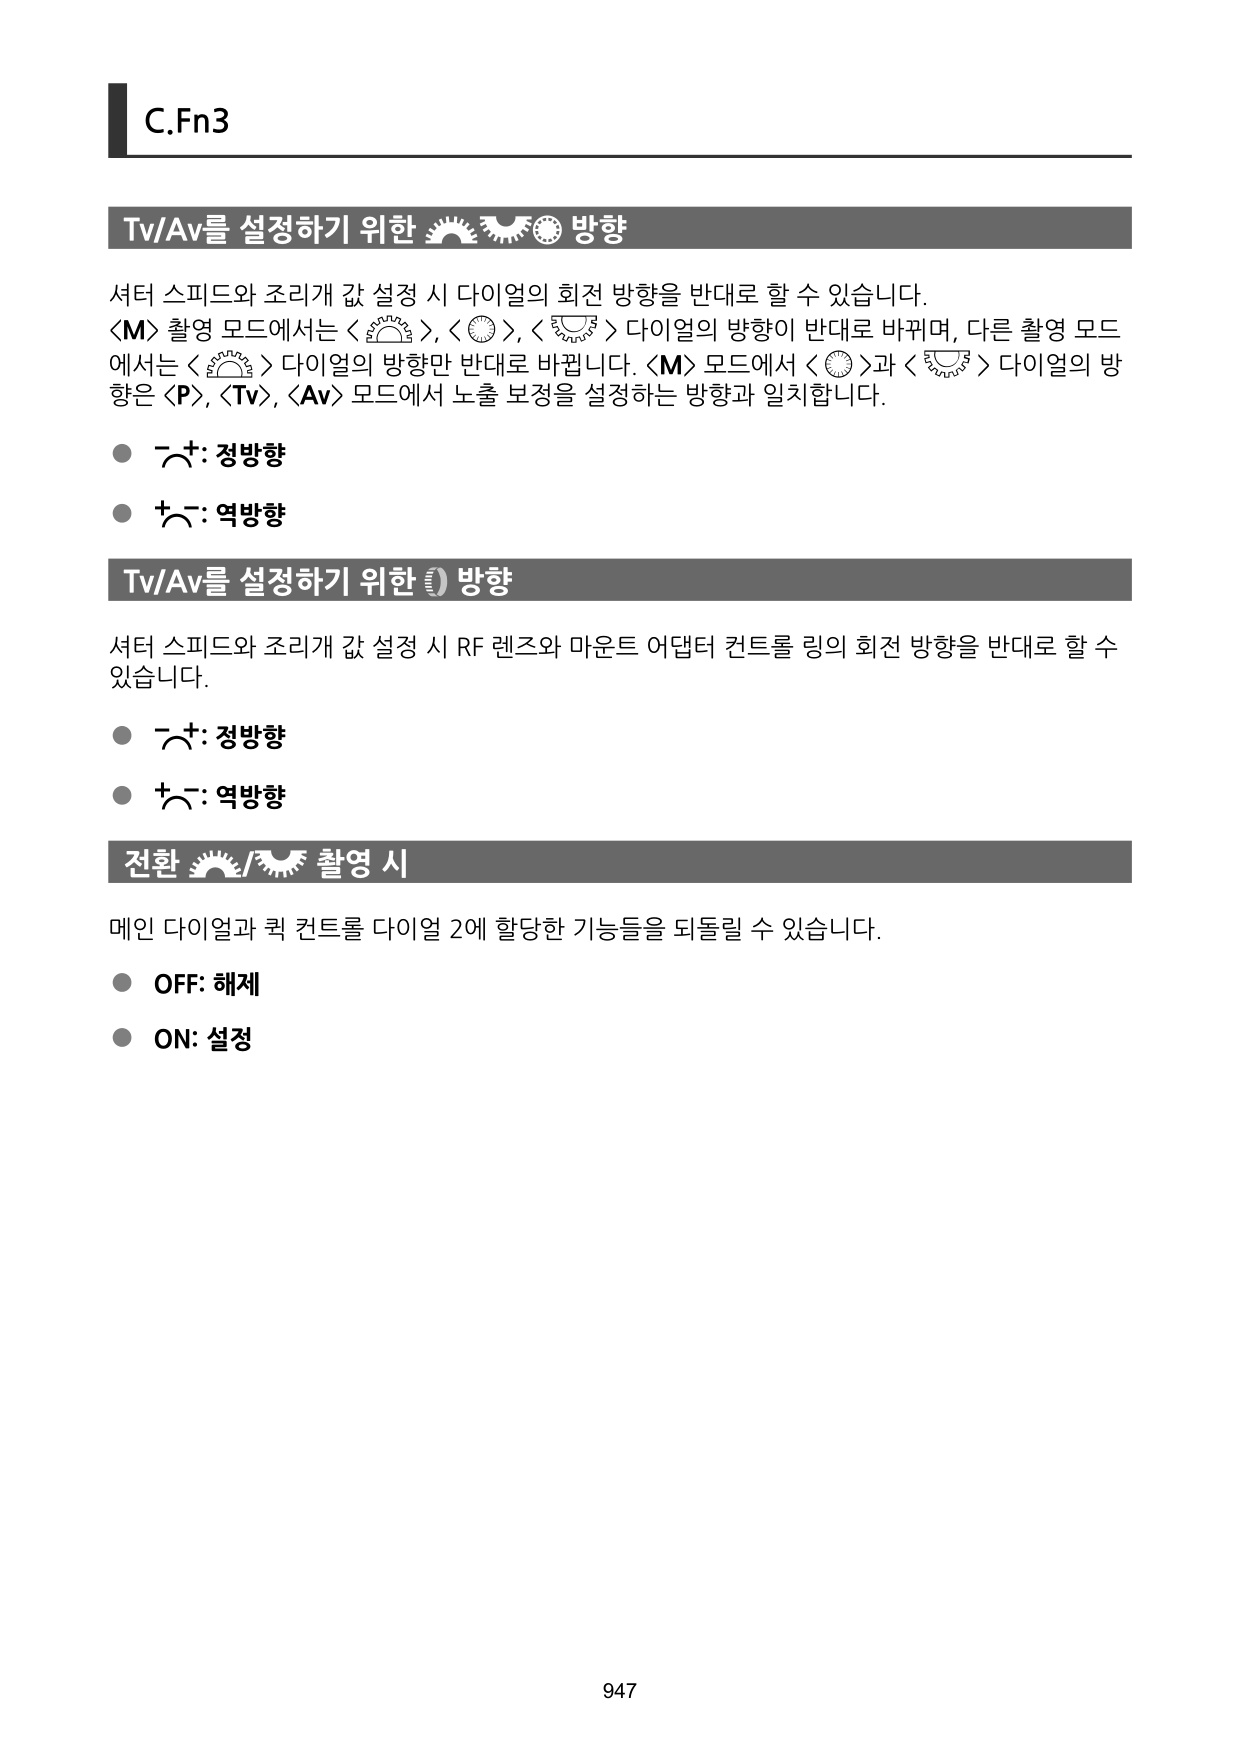 C.Fn3
Tv/Av를 설정하기 위한 방향
셔터 스피드와 조리개 값 설정 시 다이얼의 회전 방향을 반대로 할 수 있습니다.
<M> 촬영 모드에서는 < >, < >, < > 다이얼의 방향이 반대로 바뀌며, 다른 촬영 모드
에서는 < > 다이얼의 방향만 반대로 바뀝니다. <M> 모드에서 < >과 < > 다이얼의 방
향은 <P>, <Tv>, <Av> 모드에서 노출 보정을 설정하는 방향과 일치합니다.
● −+: 정방향
● +−: 역방향
Tv/Av를 설정하기 위한 방향
셔터 스피드와 조리개 값 설정 시 RF 렌즈와 마운트 어댑터 컨트롤 링의 회전 방향을 반대로 할 수
있습니다.
● −+: 정방향
● +−: 역방향
전환 / 촬영 시
메인 다이얼과 퀵 컨트롤 다이얼 2에 할당한 기능들을 되돌릴 수 있습니다.
● OFF: 해제
● ON: 설정
947